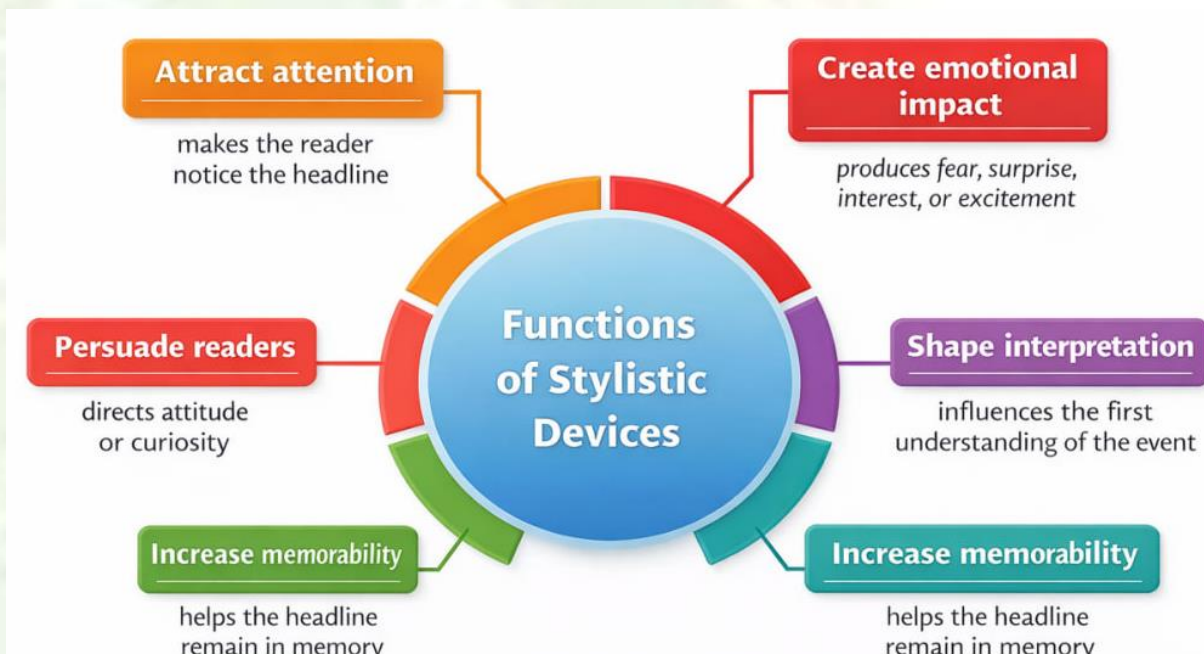 Attract attention
makes the reader
notice the headline
Create emotional
impact
produces fear, surprise,
interest, or excitement
Functions
of Stylistic
Devices
Persuade readers
directs attitude
or curiosity
Shape interpretation
influences the first
understanding of the event
Increase memorability
helps the headline
remain in memory
Increase memorability
helps the headline
remain in memory